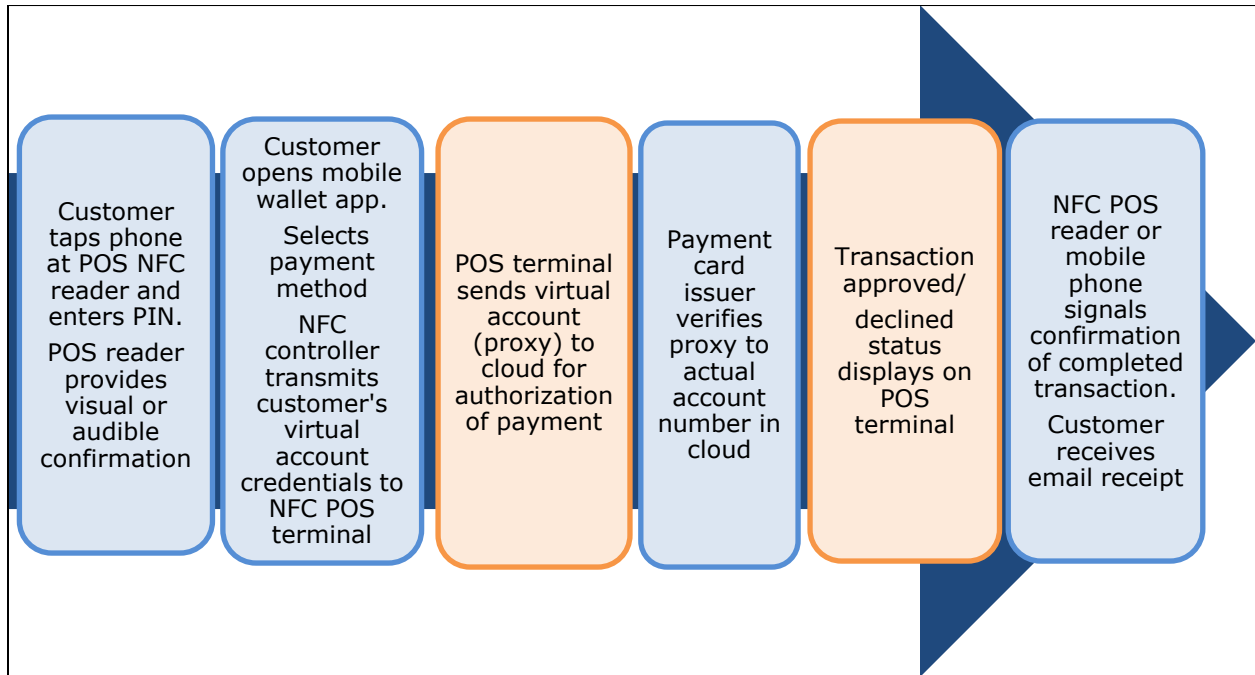 Customer
taps phone
at POS NFC
reader and
enters PIN.
POS reader
provides
visual or
audible
confirmation
Customer
opens mobile
wallet app.
Selects
payment
method
NFC
controller
transmits
customer's
virtual
account
credentials to
NFC POS
terminal
POS terminal
sends virtual
account
(proxy) to
cloud for
authorization
of payment
Payment
card
issuer
verifies
proxy to
actual
account
number in
cloud
Transaction
approved/
declined
status
displays on
POS
terminal
NFC POS
reader or
mobile
phone
signals
confirmation
of completed
transaction.
Customer
receives
email receipt